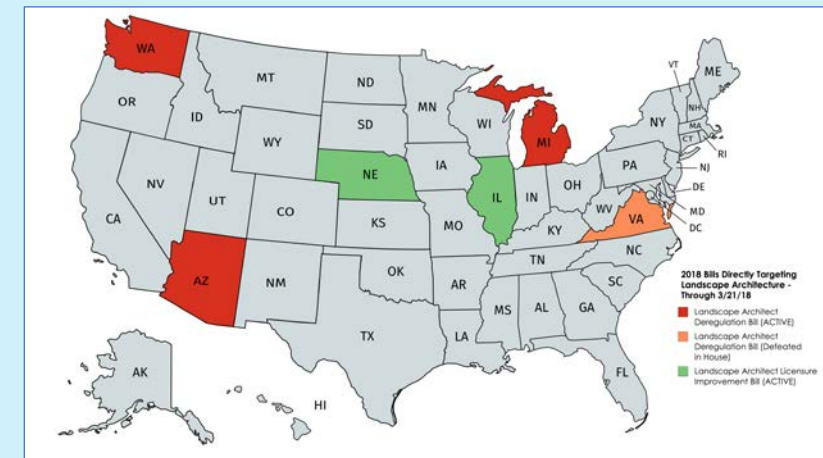 WA
MT
ND
MN
VT
ME
OR
ID
SD
WI
MI
NY
NH
MA
CT
RI
WY
IA
PA
NJ
NE
NV
UT
CO
IL
IN
OH
DE
MD
DC
WV
VA
CA
KS
MO
KY
NC
TN
AZ
NM
OK
AR
SC
MS
AL
GA
TX
LA
FL
AK
HI
2018 Bills Directly Targeting
Landscape Architecture -
Through 3/21/18
Landscape Architect
Deregulation Bill (ACTIVE)
Landscape Architect
Deregulation Bill (Defeated
in House)
Landscape Architect Licensure
Improvement Bill (ACTIVE)